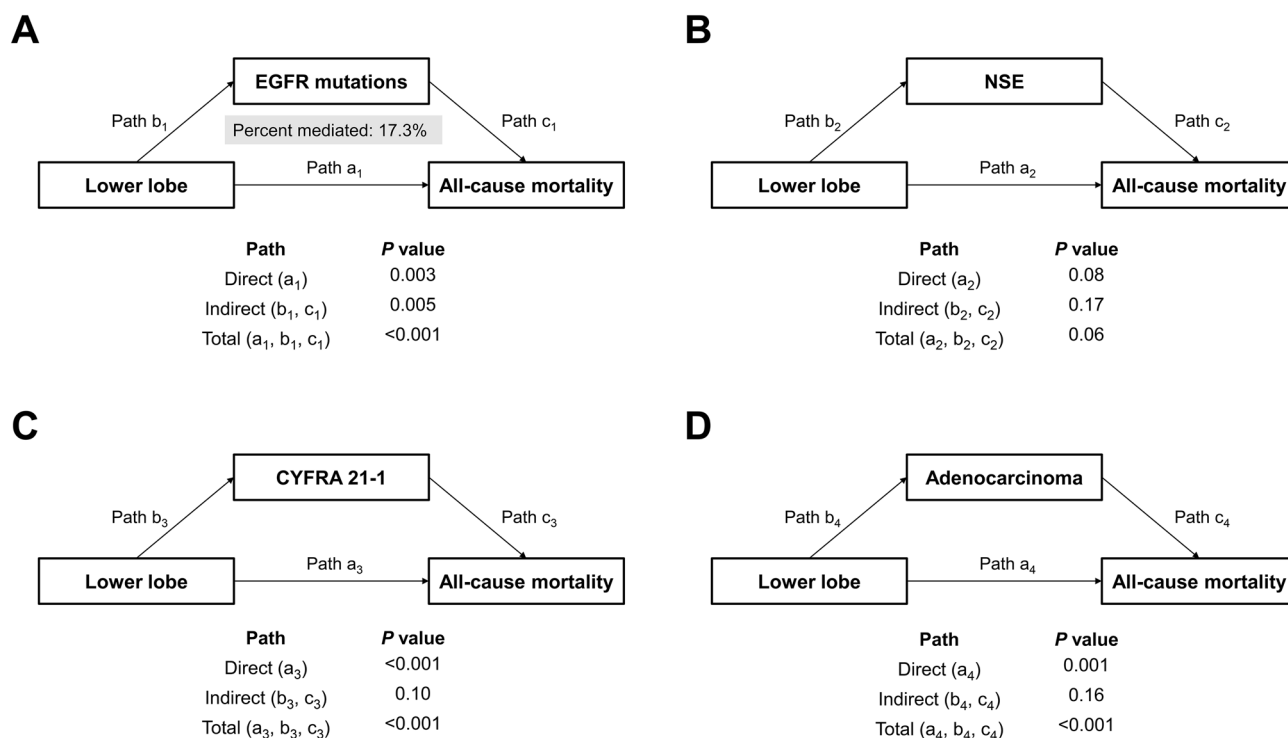 A
EGFR mutations
Path b₁
Path c₁
Percent mediated: 17.3%
Path a₁
Lower lobe
All-cause mortality
Path P value
Direct (a₁) 0.003
Indirect (b₁, c₁) 0.005
Total (a₁, b₁, c₁) <0.001
B
NSE
Path b₂
Path c₂
Path a₂
Lower lobe
All-cause mortality
Path P value
Direct (a₂) 0.08
Indirect (b₂, c₂) 0.17
Total (a₂, b₂, c₂) 0.06
C
CYFRA 21-1
Path b₃
Path c₃
Path a₃
Lower lobe
All-cause mortality
Path P value
Direct (a₃) <0.001
Indirect (b₃, c₃) 0.10
Total (a₃, b₃, c₃) <0.001
D
Adenocarcinoma
Path b₄
Path c₄
Path a₄
Lower lobe
All-cause mortality
Path P value
Direct (a₄) 0.001
Indirect (b₄, c₄) 0.16
Total (a₄, b₄, c₄) <0.001